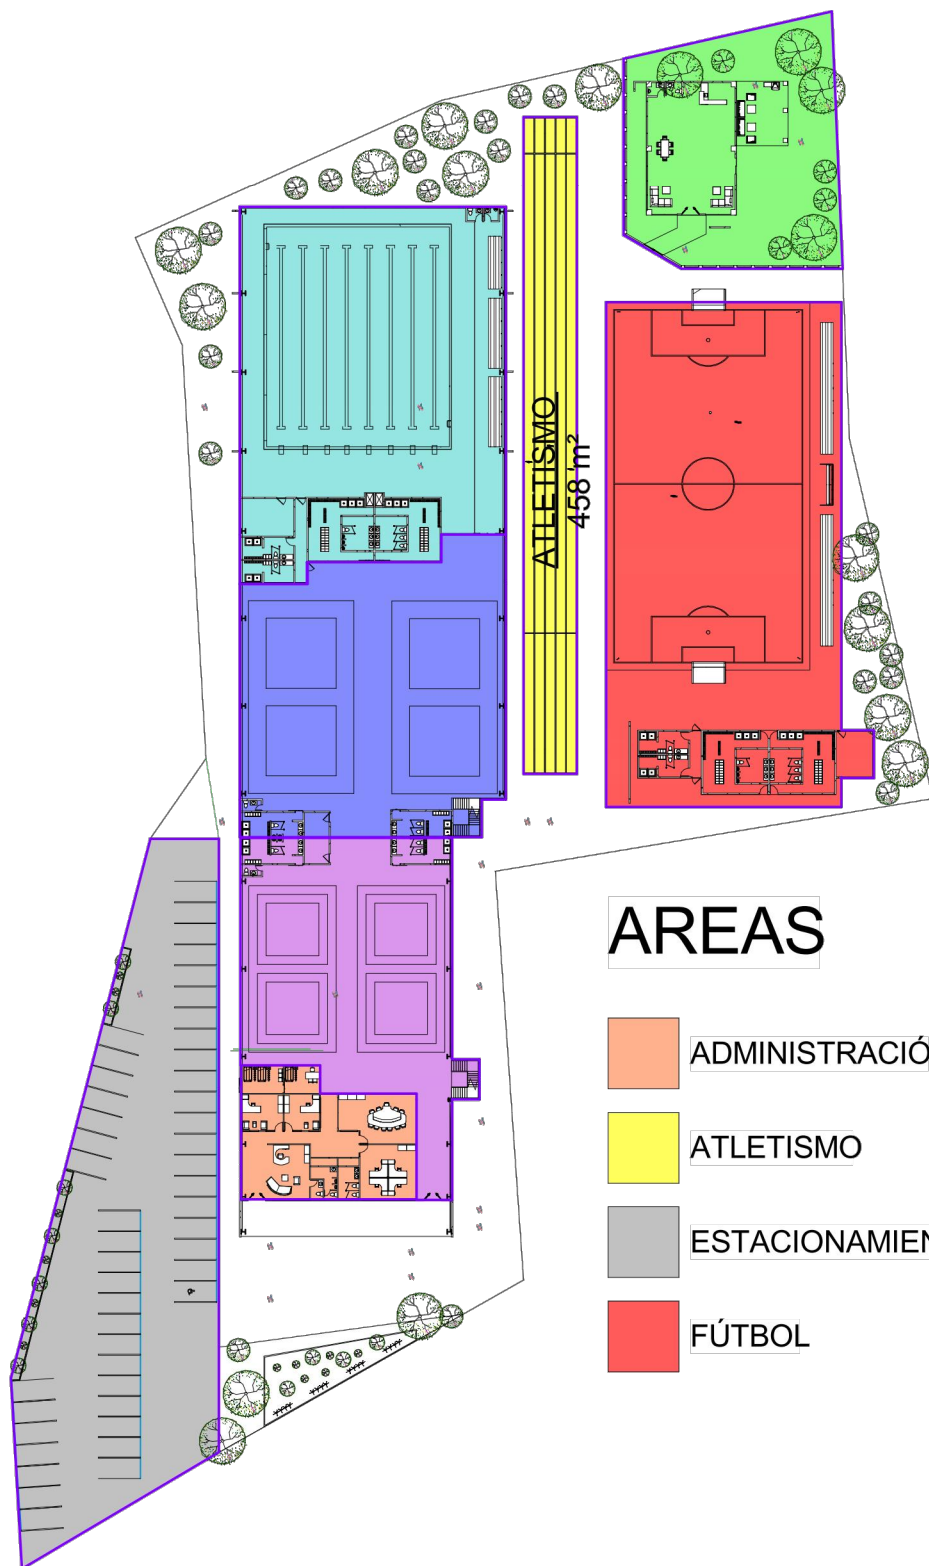 ATLETISMO
458 m²
AREAS
ADMINISTRACIÓ
ATLETISMO
ESTACIONAMIEN
FÚTBOL